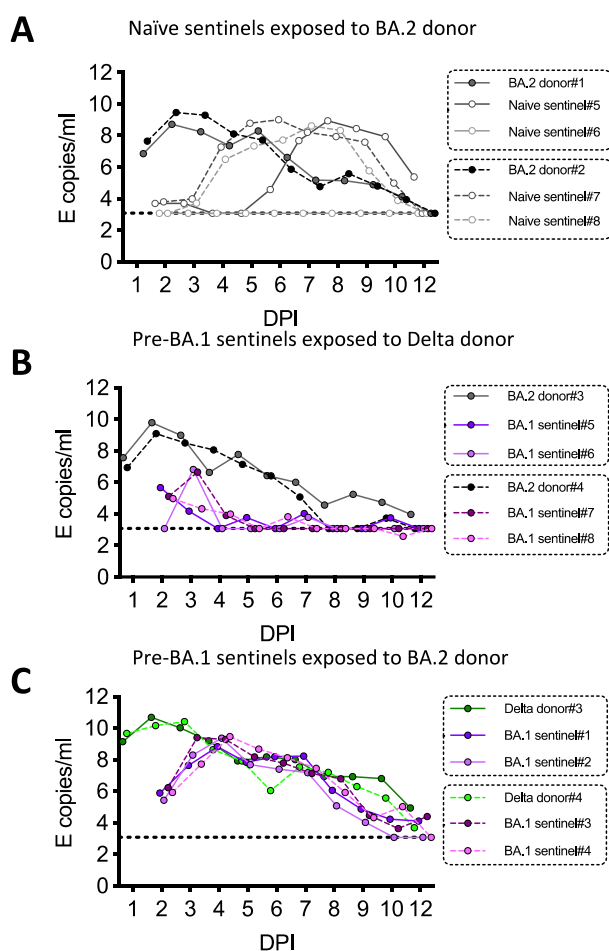 A
Naïve sentinels exposed to BA.2 donor
E copies/ml
12
10
8
6
4
2
0
1 2 3 4 5 6 7 8 9 10 12
DPI
BA.2 donor#1
Naive sentinel#5
Naive sentinel#6
BA.2 donor#2
Naive sentinel#7
Naive sentinel#8
B
Pre-BA.1 sentinels exposed to Delta donor
E copies/ml
12
10
8
6
4
2
0
1 2 3 4 5 6 7 8 9 10 12
DPI
BA.2 donor#3
BA.1 sentinel#5
BA.1 sentinel#6
BA.2 donor#4
BA.1 sentinel#7
BA.1 sentinel#8
C
Pre-BA.1 sentinels exposed to BA.2 donor
E copies/ml
12
10
8
6
4
2
0
1 2 3 4 5 6 7 8 9 10 12
DPI
Delta donor#3
BA.1 sentinel#1
BA.1 sentinel#2
Delta donor#4
BA.1 sentinel#3
BA.1 sentinel#4